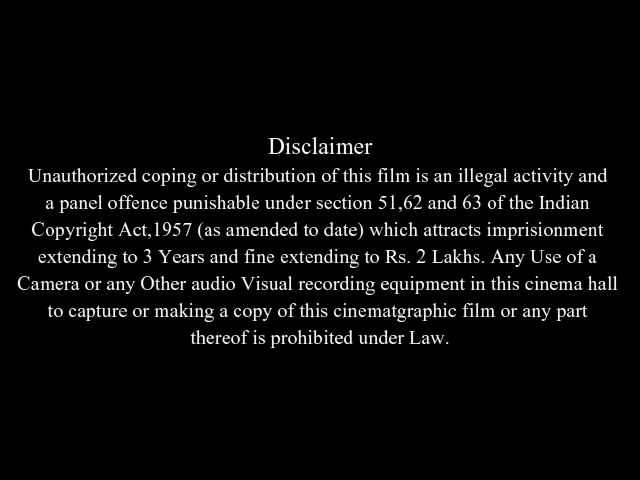 Disclaimer
Unauthorized coping or distribution of this film is an illegal activity and
a panel offence punishable under section 51,62 and 63 of the Indian
Copyright Act,1957 (as amended to date) which attracts imprisionment
extending to 3 Years and fine extending to Rs. 2 Lakhs. Any Use of a
Camera or any Other audio Visual recording equipment in this cinema hall
to capture or making a copy of this cinematgraphic film or any part
thereof is prohibited under Law.